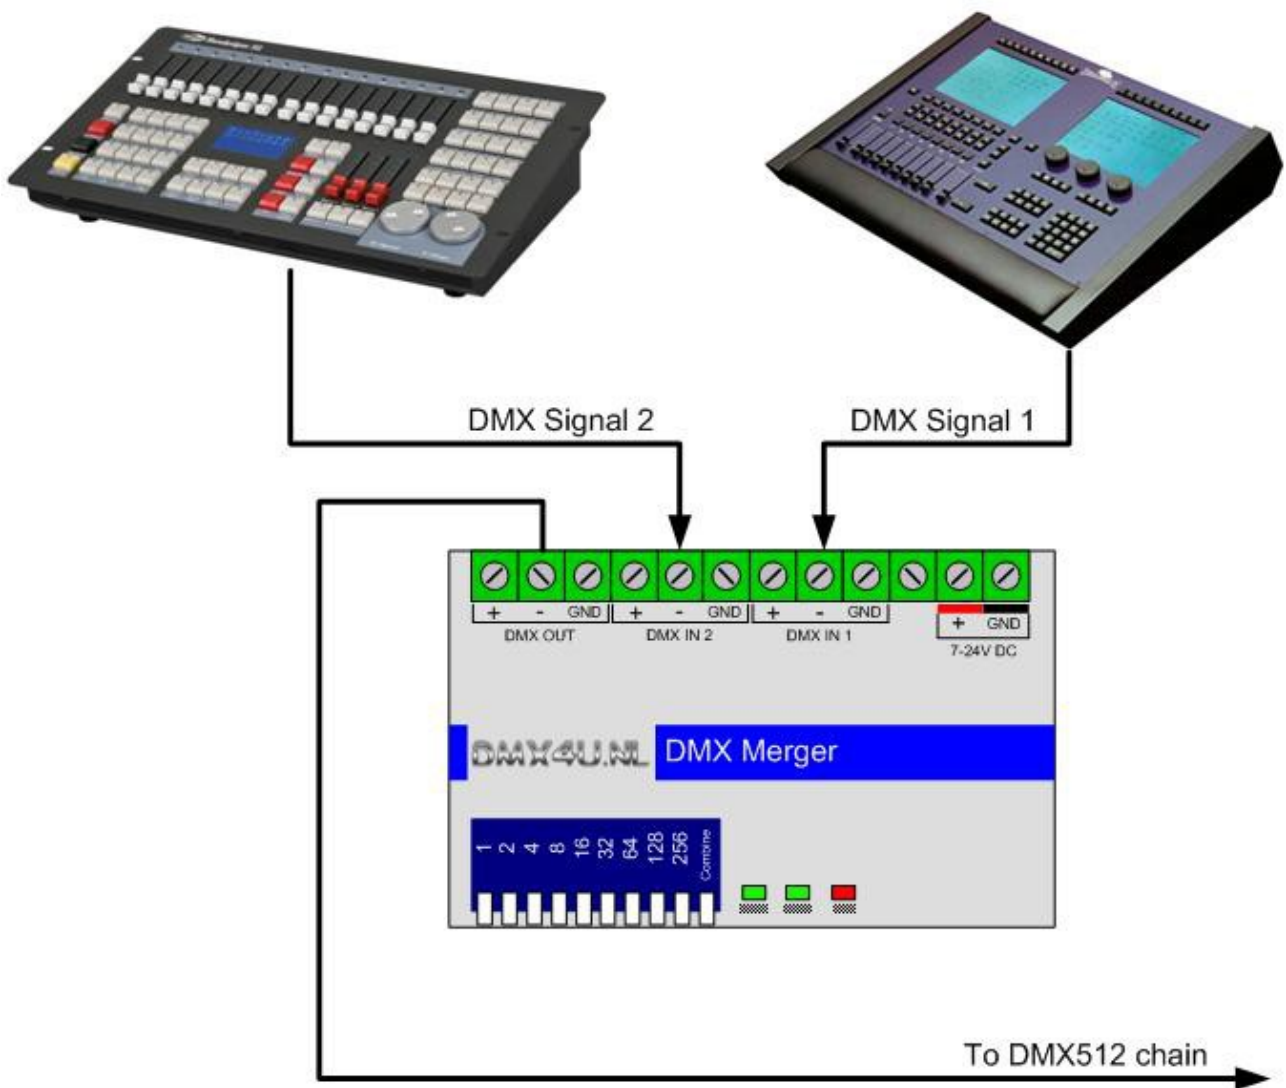 DMX Signal 2
DMX Signal 1
+ - GND + - GND + - GND + GND
DMX OUT DMX IN 2 DMX IN 1 7-24V DC
DMX4U.NL DMX Merger
1 2 4 8 16 32 64 128 256 Combine
To DMX512 chain